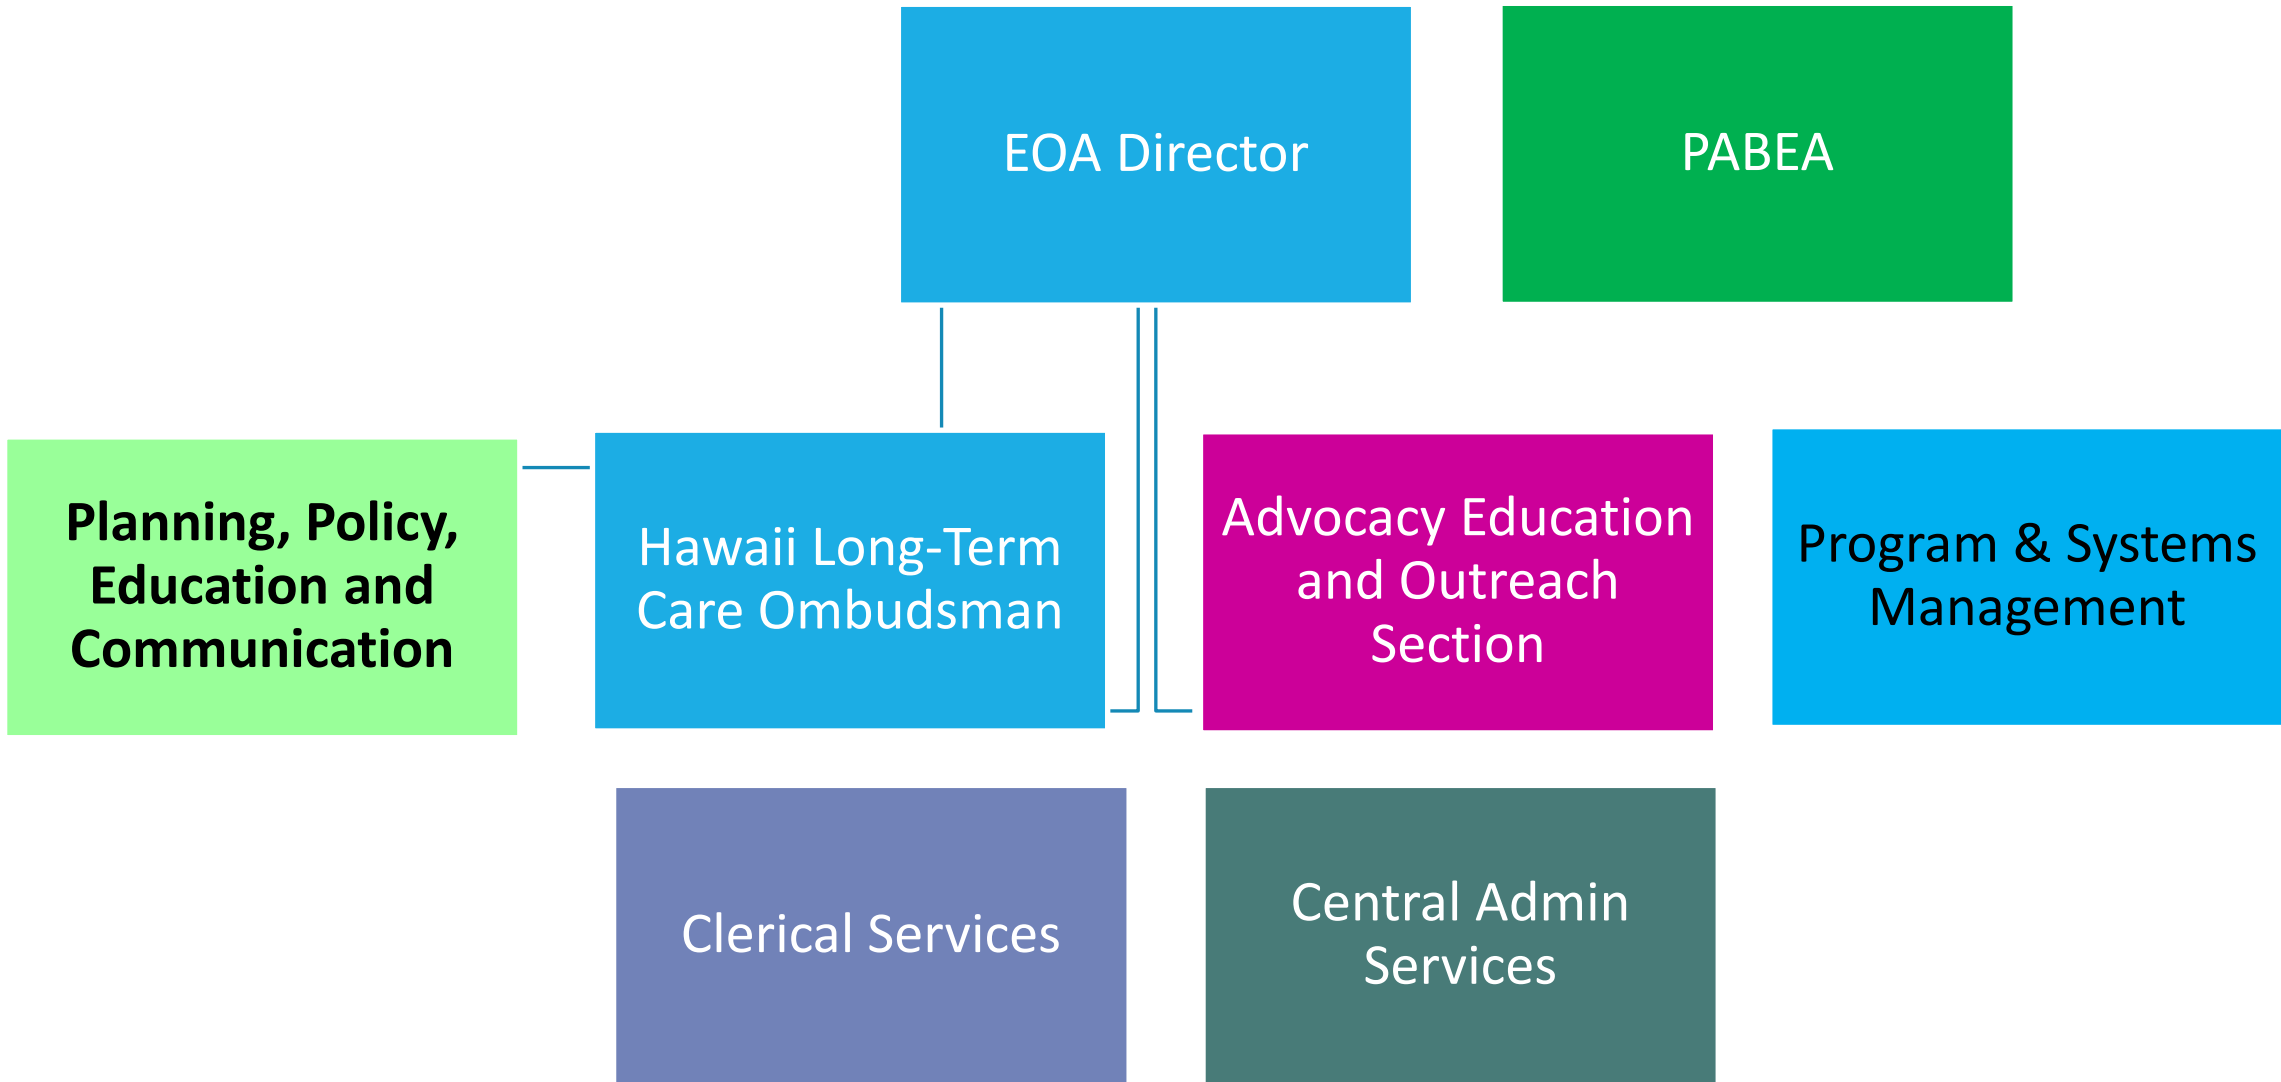 EOA Director
PABEA
Planning, Policy,
Education and
Communication
Hawaii Long-Term
Care Ombudsman
Advocacy Education
and Outreach
Section
Program & Systems
Management
Clerical Services
Central Admin
Services